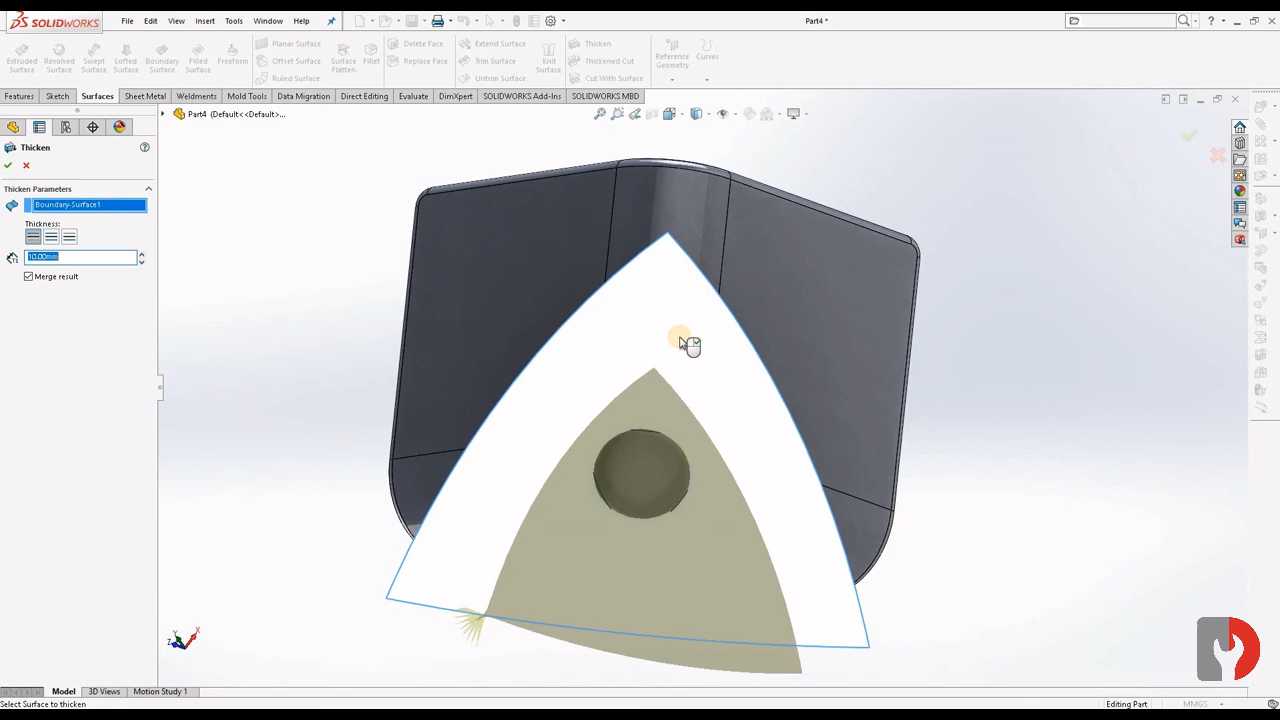 SOLIDWORKS
File Edit View Insert Tools Window Help
Part4 *
Extruded Surface
Revolved Surface
Swept Surface
Lofted Surface
Boundary Surface
Filled Surface
Freeform
Planar Surface
Offset Surface
Ruled Surface
Surface Flatten
Fillet
Delete Face
Replace Face
Extend Surface
Trim Surface
Untrim Surface
Knit Surface
Thicken
Thickened Cut
Cut With Surface
Reference Geometry
Curves
Features Sketch Surfaces Sheet Metal Weldments Mold Tools Data Migration Direct Editing Evaluate DimXpert SOLIDWORKS Add-Ins SOLIDWORKS MBD
Part4 (Default<<Default>...
Thicken
Thicken Parameters
Boundary-Surface1
Thickness:
10.00mm
Merge result
Y
X
Z
Model 3D Views Motion Study 1
Select Surface to thicken
Editing Part
MMGS